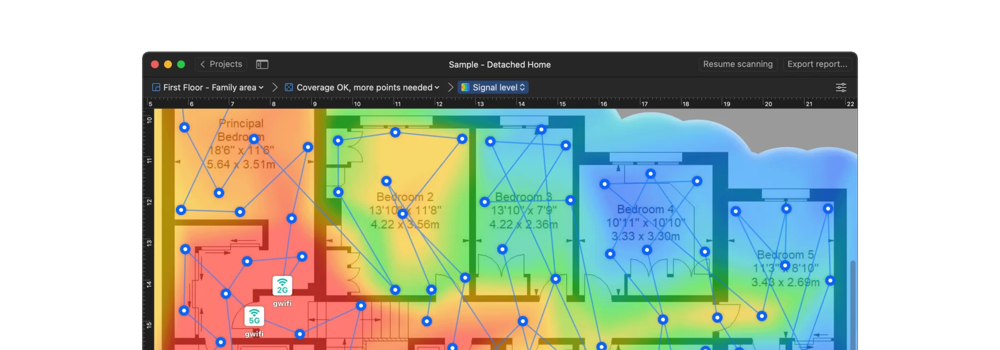 Projects
Sample - Detached Home
Resume scanning
Export report...
First Floor - Family area
Coverage OK, more points needed
Signal level
5 6 7 8 9 10 11 12 13 14 15 16 17 18 19 20 21 22
10
11
12
13
14
15
Principal
Bedroom
18'6" x 11'6"
5.64 x 3.51m
Bedroom 2
13'10" x 11'8"
4.22 x 3.56m
Bedroom 3
13'10" x 7'9"
4.22 x 2.36m
Bedroom 4
10'11" x 10'10"
3.33 x 3.30m
Bedroom 5
11'3" x 8'10"
3.43 x 2.69m
2G
gwifi
5G
gwifi